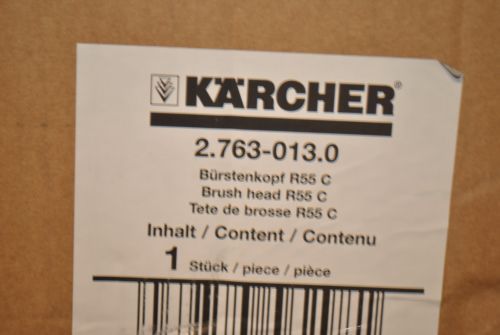 KÄRCHER®
2.763-013.0
Bürstenkopf R55 C
Brush head R55 C
Tete de brosse R55 C
Inhalt / Content / Contenu
1 Stück / piece / pièce